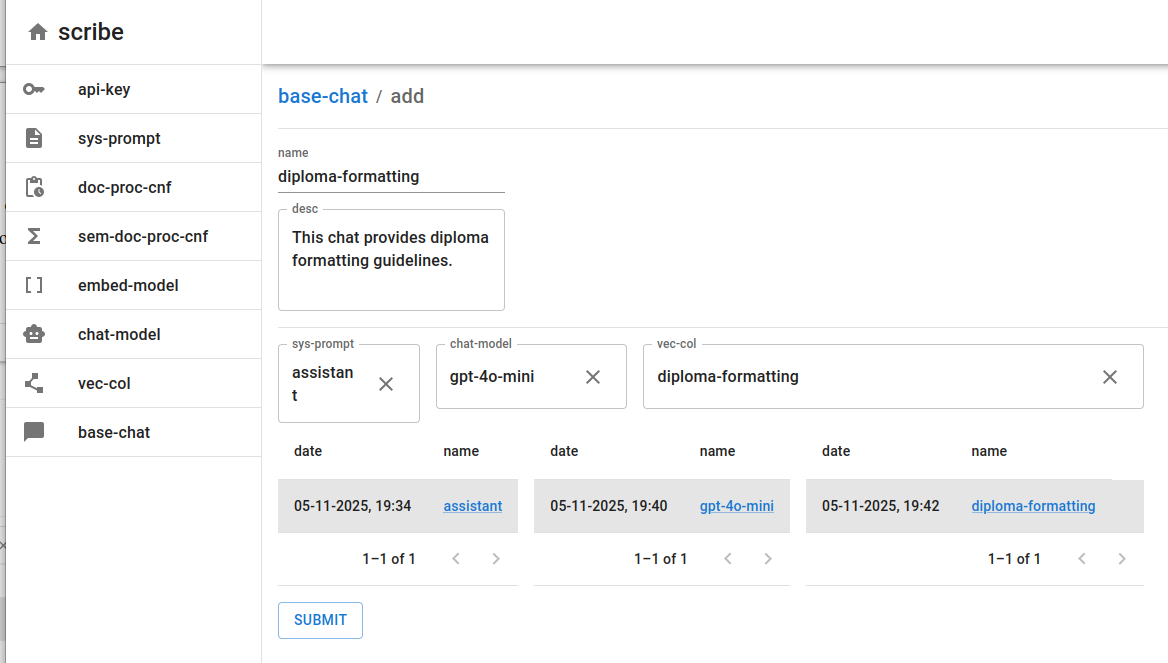 scribe
api-key
sys-prompt
doc-proc-cnf
sem-doc-proc-cnf
embed-model
chat-model
vec-col
base-chat
base-chat / add
name
diploma-formatting
desc
This chat provides diploma
formatting guidelines.
sys-prompt
assistan
t
chat-model
gpt-4o-mini
vec-col
diploma-formatting
date name
05-11-2025, 19:34 assistant
1–1 of 1
date name
05-11-2025, 19:40 gpt-4o-mini
1–1 of 1
date name
05-11-2025, 19:42 diploma-formatting
1–1 of 1
SUBMIT